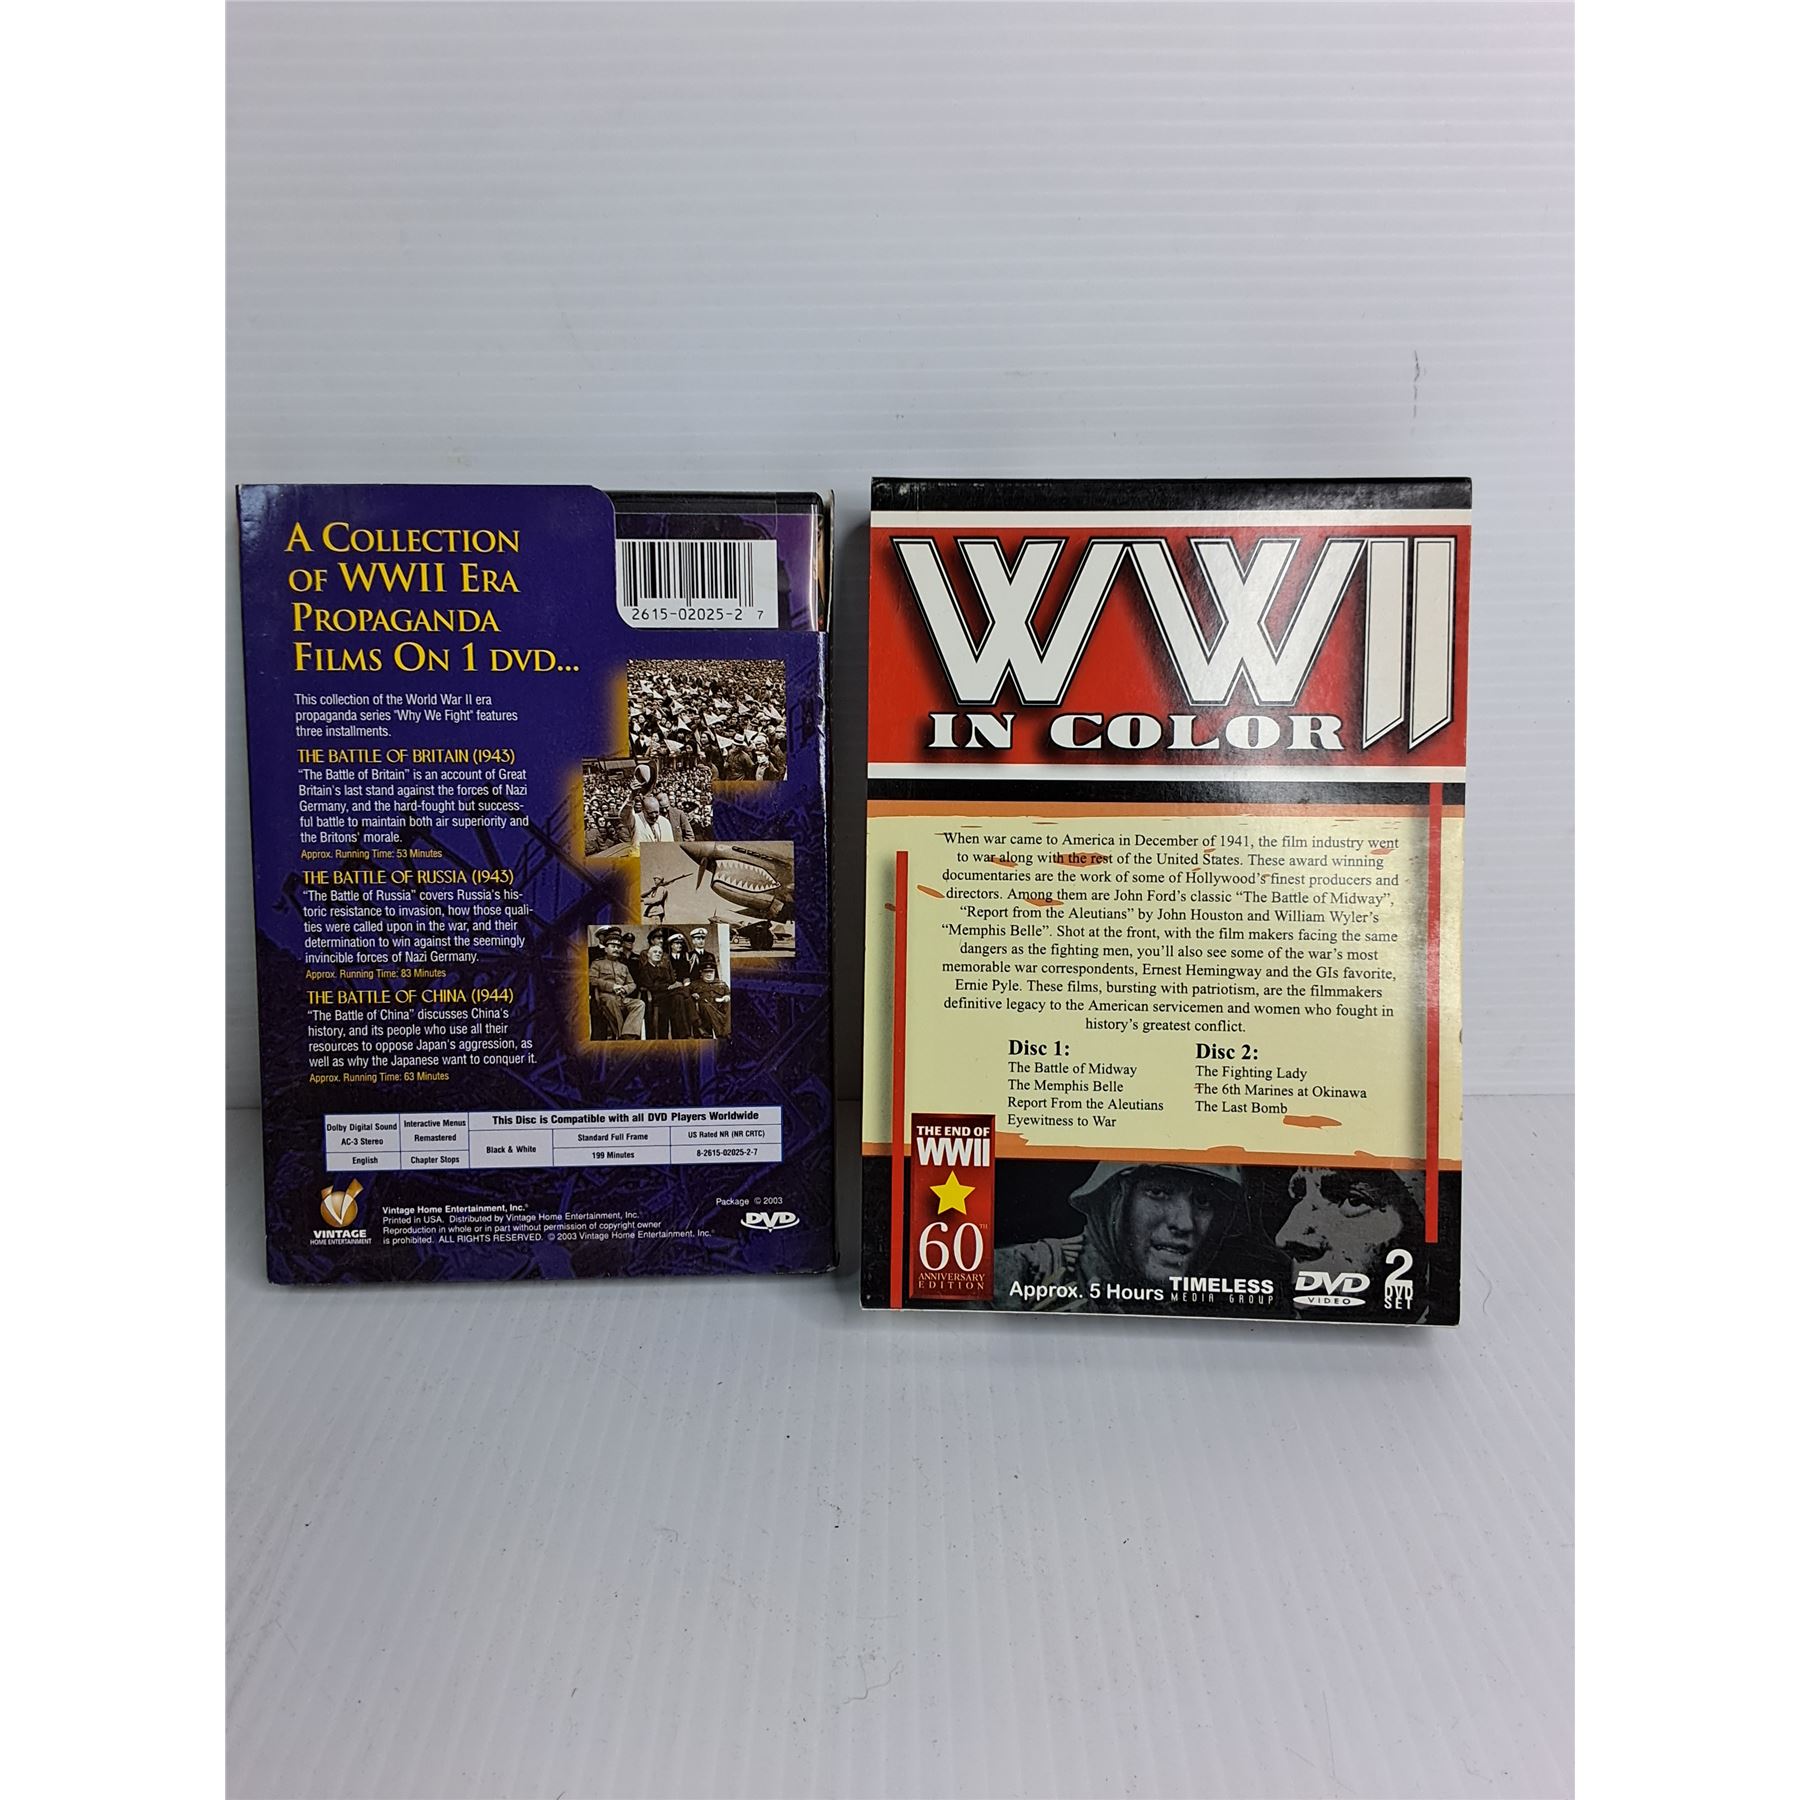 A COLLECTION
OF WWII ERA
PROPAGANDA
FILMS ON 1 DVD...
2615-02025-2 7
This collection of the World War II era
propaganda series "Why We Fight" features
three installments.
THE BATTLE OF BRITAIN (1943)
"The Battle of Britain" is an account of Great
Britain's last stand against the forces of Nazi
Germany, and the hard-fought but success-
ful battle to maintain both air superiority and
the Britons' morale.
Approx. Running Time: 53 Minutes
THE BATTLE OF RUSSIA (1943)
"The Battle of Russia" covers Russia's his-
toric resistance to invasion, how those quali-
ties were called upon in the war, and their
determination to win against the seemingly
invincible forces of Nazi Germany.
Approx. Running Time: 83 Minutes
THE BATTLE OF CHINA (1944)
"The Battle of China" discusses China's
history, and its people who use all their
resources to oppose Japan's aggression, as
well as why the Japanese want to conquer it.
Approx. Running Time: 63 Minutes
Dolby Digital Sound
AC-3 Stereo
English
Interactive Menus
Remastered
Chapter Stops
This Disc is Compatible with all DVD Players Worldwide
Black & White
Standard Full Frame
199 Minutes
US Rated NR (NR CRTC)
8-2615-02025-2-7
VINTAGE
HOME ENTERTAINMENT
Vintage Home Entertainment, Inc.®
Printed in USA. Distributed by Vintage Home Entertainment, Inc.
Reproduction in whole or in part without permission of copyright owner
is prohibited. ALL RIGHTS RESERVED. © 2003 Vintage Home Entertainment, Inc.®
Package © 2003
DVD
WWII
IN COLOR
When war came to America in December of 1941, the film industry went
to war along with the rest of the United States. These award winning
documentaries are the work of some of Hollywood's finest producers and
directors. Among them are John Ford's classic "The Battle of Midway",
"Report from the Aleutians" by John Houston and William Wyler's
"Memphis Belle". Shot at the front, with the film makers facing the same
dangers as the fighting men, you'll also see some of the war's most
memorable war correspondents, Ernest Hemingway and the GIs favorite,
Ernie Pyle. These films, bursting with patriotism, are the filmmakers
definitive legacy to the American servicemen and women who fought in
history's greatest conflict.
Disc 1:
The Battle of Midway
The Memphis Belle
Report From the Aleutians
Eyewitness to War
Disc 2:
The Fighting Lady
The 6th Marines at Okinawa
The Last Bomb
THE END OF
WWII
60TH
ANNIVERSARY
EDITION
Approx. 5 Hours
TIMELESS
MEDIA GROUP
DVD
VIDEO
2
DVD
SET